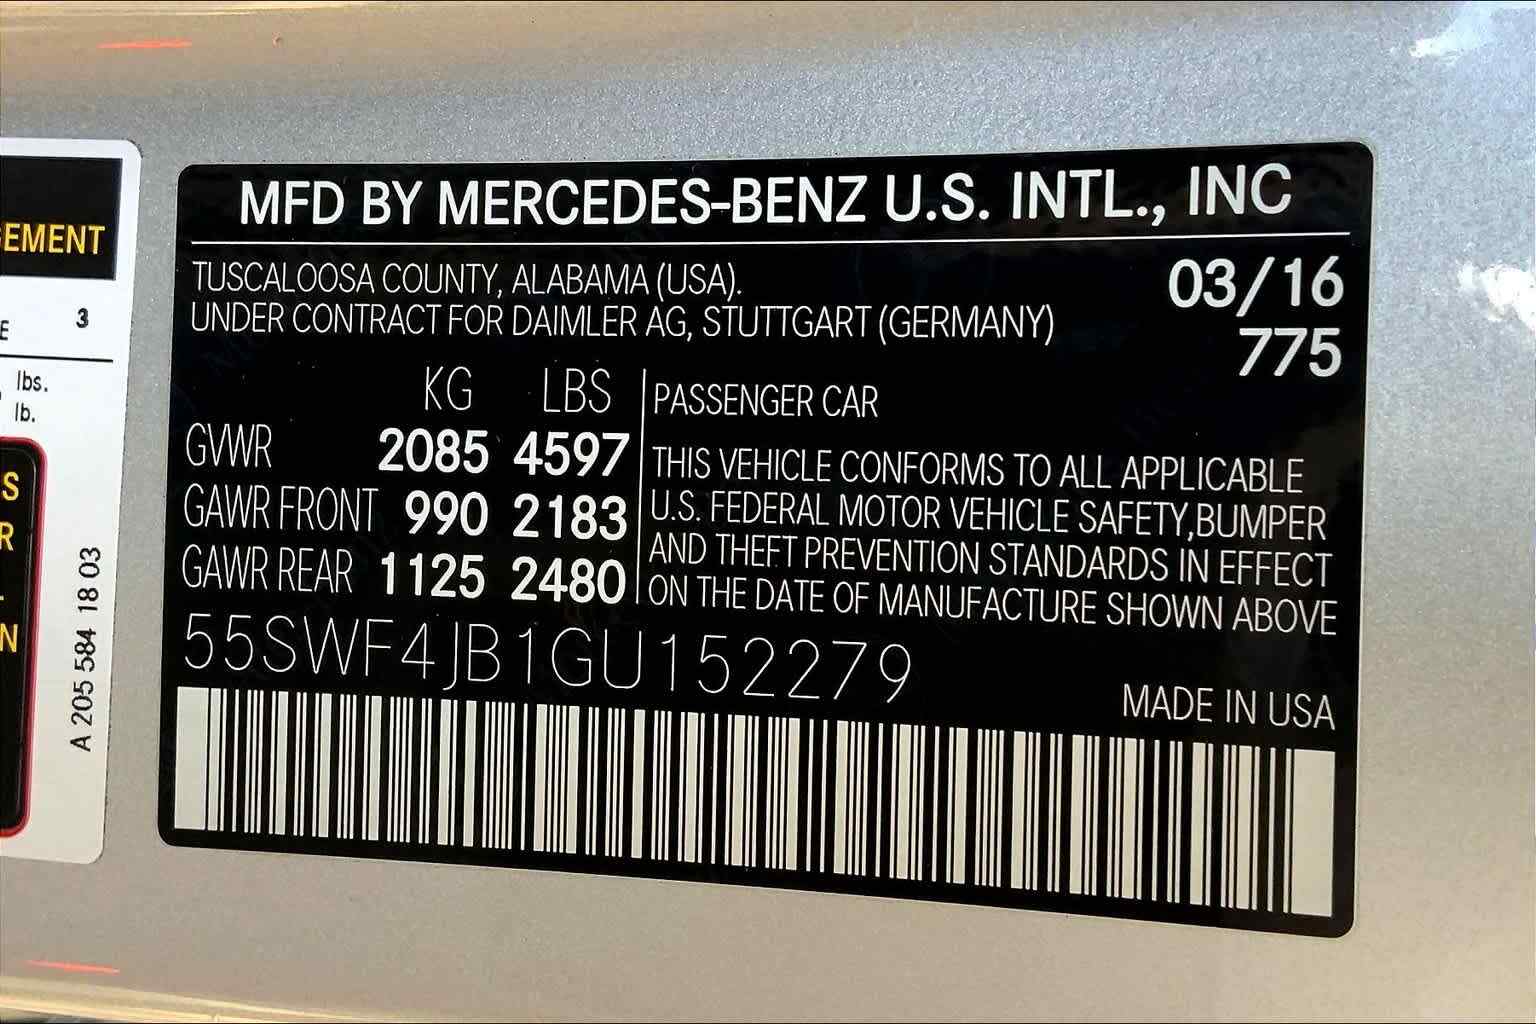 EMENT
3
lbs.
lb.
S
R
N
A 205 584 18 03
MFD BY MERCEDES-BENZ U.S. INTL., INC
TUSCALOOSA COUNTY, ALABAMA (USA).
UNDER CONTRACT FOR DAIMLER AG, STUTTGART (GERMANY)
03/16
775
KG LBS
GVWR 2085 4597
GAWR FRONT 990 2183
GAWR REAR 1125 2480
PASSENGER CAR
THIS VEHICLE CONFORMS TO ALL APPLICABLE
U.S. FEDERAL MOTOR VEHICLE SAFETY,BUMPER
AND THEFT PREVENTION STANDARDS IN EFFECT
ON THE DATE OF MANUFACTURE SHOWN ABOVE
55SWF4JB1GU152279
MADE IN USA